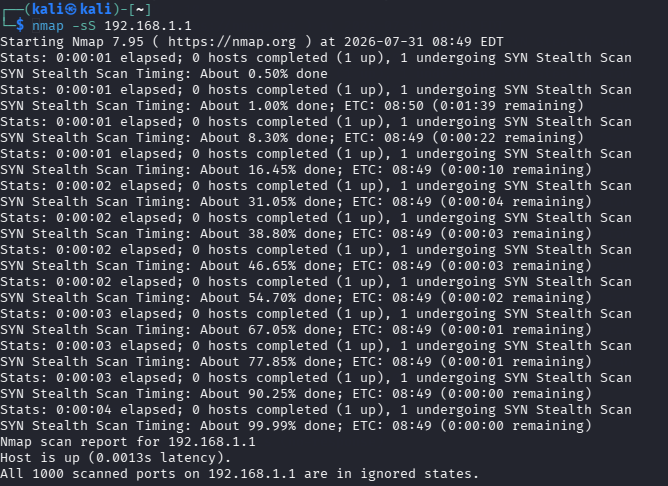 ┌──(kali㉿kali)-[~]
└─$ nmap -sS 192.168.1.1
Starting Nmap 7.95 ( https://nmap.org ) at 2026-07-31 08:49 EDT
Stats: 0:00:01 elapsed; 0 hosts completed (1 up), 1 undergoing SYN Stealth Scan
SYN Stealth Scan Timing: About 0.50% done
Stats: 0:00:01 elapsed; 0 hosts completed (1 up), 1 undergoing SYN Stealth Scan
SYN Stealth Scan Timing: About 1.00% done; ETC: 08:50 (0:01:39 remaining)
Stats: 0:00:01 elapsed; 0 hosts completed (1 up), 1 undergoing SYN Stealth Scan
SYN Stealth Scan Timing: About 8.30% done; ETC: 08:49 (0:00:22 remaining)
Stats: 0:00:01 elapsed; 0 hosts completed (1 up), 1 undergoing SYN Stealth Scan
SYN Stealth Scan Timing: About 16.45% done; ETC: 08:49 (0:00:10 remaining)
Stats: 0:00:02 elapsed; 0 hosts completed (1 up), 1 undergoing SYN Stealth Scan
SYN Stealth Scan Timing: About 31.05% done; ETC: 08:49 (0:00:04 remaining)
Stats: 0:00:02 elapsed; 0 hosts completed (1 up), 1 undergoing SYN Stealth Scan
SYN Stealth Scan Timing: About 38.80% done; ETC: 08:49 (0:00:03 remaining)
Stats: 0:00:02 elapsed; 0 hosts completed (1 up), 1 undergoing SYN Stealth Scan
SYN Stealth Scan Timing: About 46.65% done; ETC: 08:49 (0:00:03 remaining)
Stats: 0:00:02 elapsed; 0 hosts completed (1 up), 1 undergoing SYN Stealth Scan
SYN Stealth Scan Timing: About 54.70% done; ETC: 08:49 (0:00:02 remaining)
Stats: 0:00:03 elapsed; 0 hosts completed (1 up), 1 undergoing SYN Stealth Scan
SYN Stealth Scan Timing: About 67.05% done; ETC: 08:49 (0:00:01 remaining)
Stats: 0:00:03 elapsed; 0 hosts completed (1 up), 1 undergoing SYN Stealth Scan
SYN Stealth Scan Timing: About 77.85% done; ETC: 08:49 (0:00:01 remaining)
Stats: 0:00:03 elapsed; 0 hosts completed (1 up), 1 undergoing SYN Stealth Scan
SYN Stealth Scan Timing: About 90.25% done; ETC: 08:49 (0:00:00 remaining)
Stats: 0:00:04 elapsed; 0 hosts completed (1 up), 1 undergoing SYN Stealth Scan
SYN Stealth Scan Timing: About 99.99% done; ETC: 08:49 (0:00:00 remaining)
Nmap scan report for 192.168.1.1
Host is up (0.0013s latency).
All 1000 scanned ports on 192.168.1.1 are in ignored states.